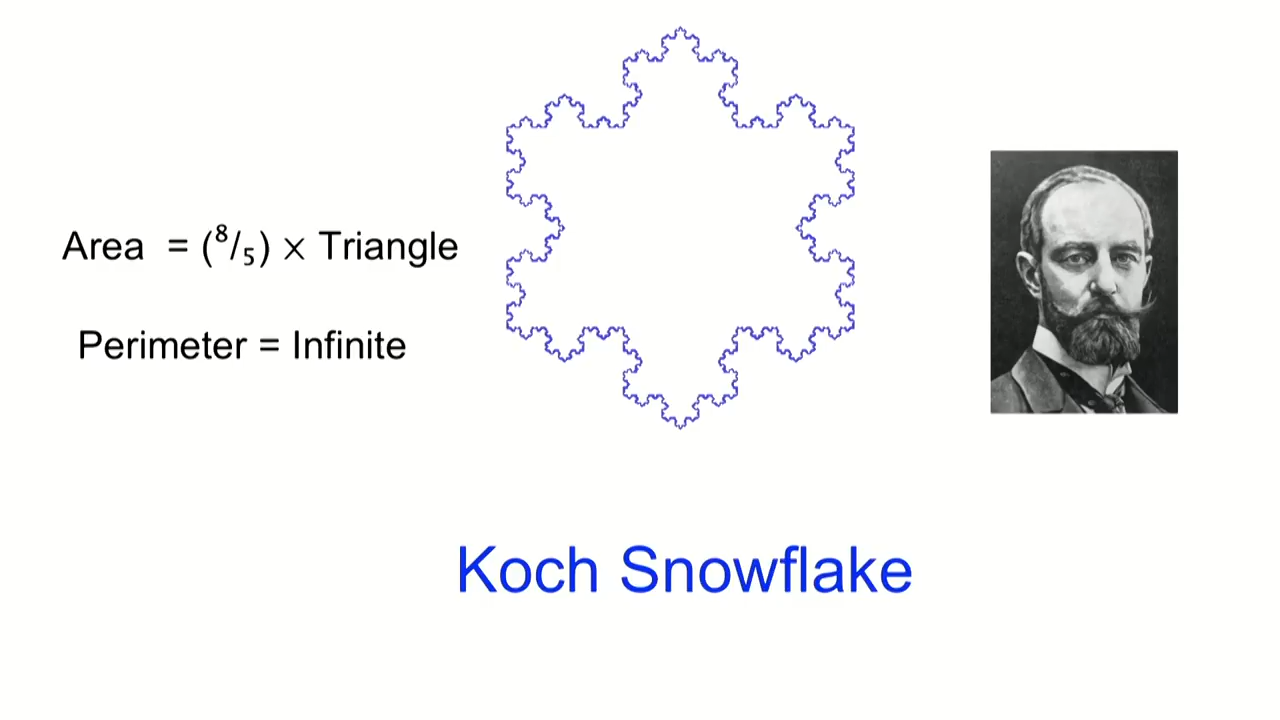 Area = (⁸/₅) × Triangle
Perimeter = Infinite
Koch Snowflake